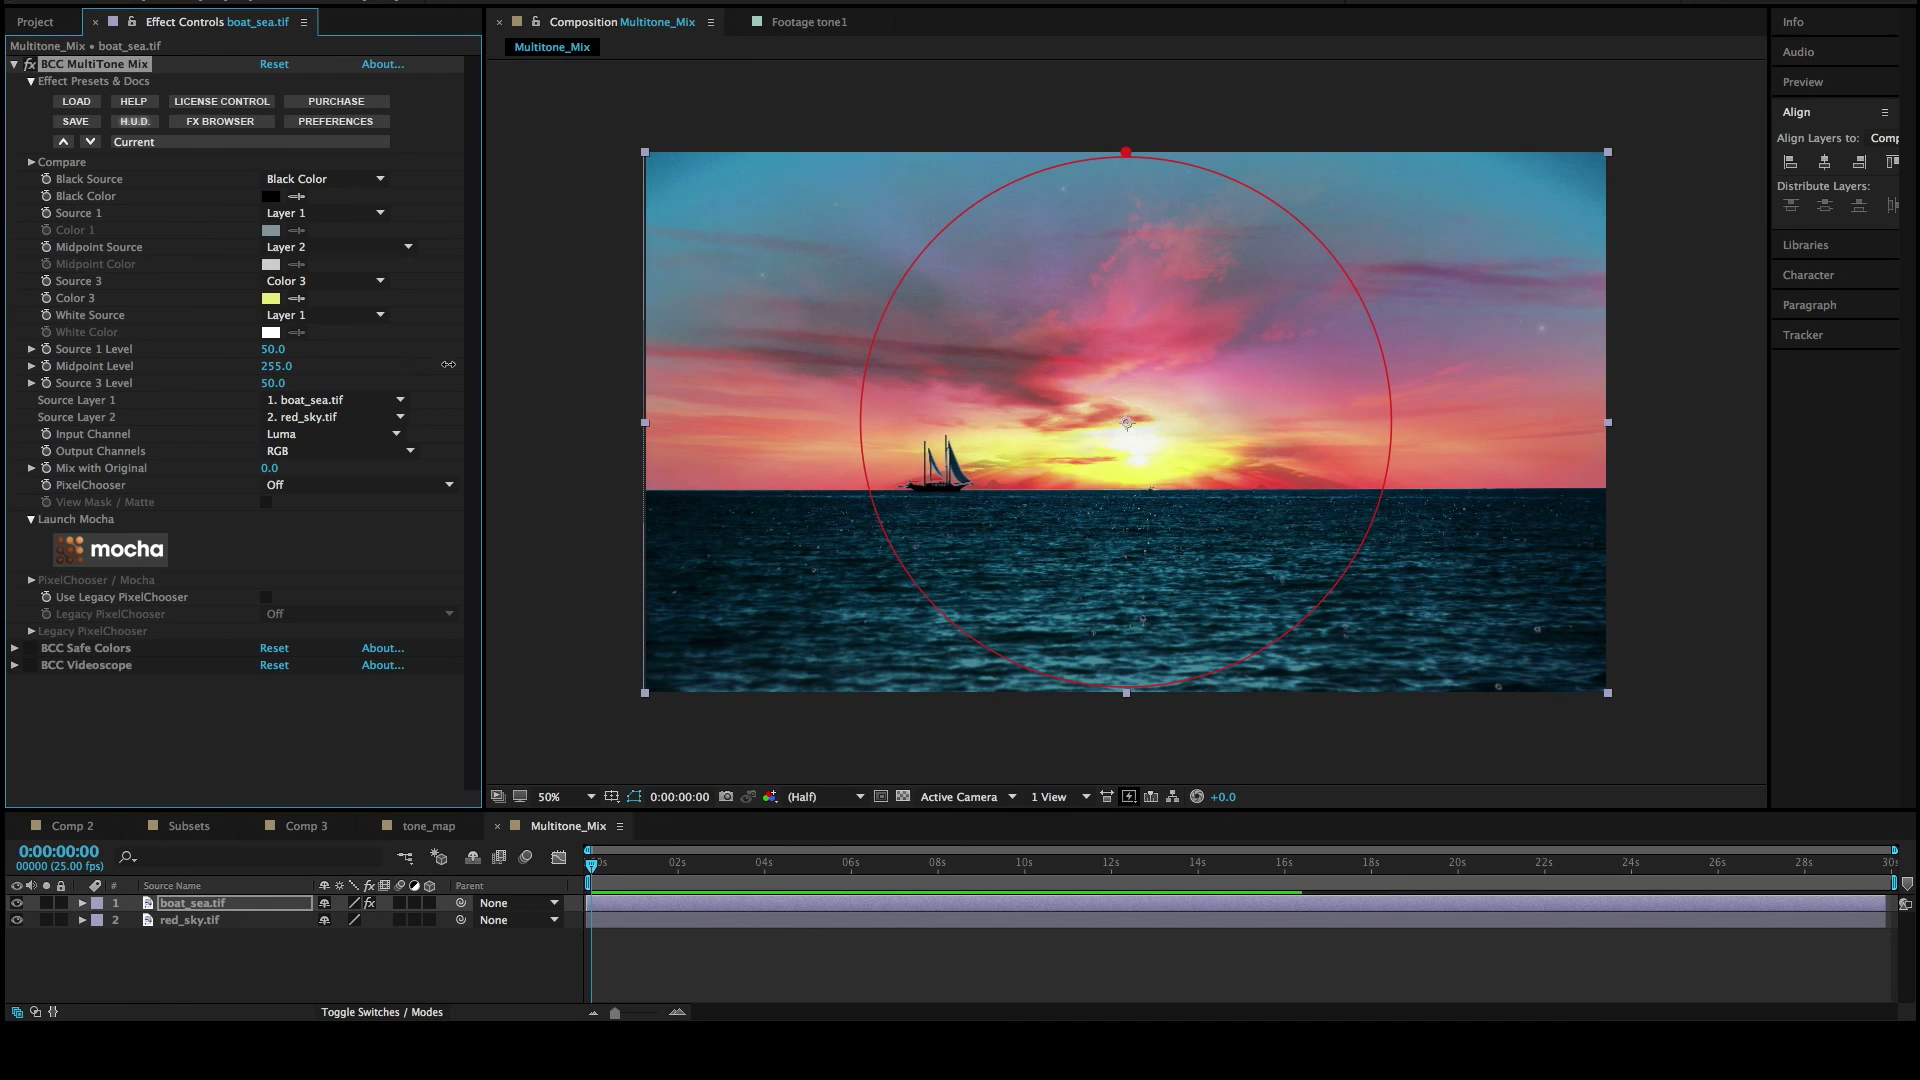 Project
Effect Controls boat_sea.tif
Multitone_Mix • boat_sea.tif
fx BCC MultiTone Mix Reset About...
Effect Presets & Docs
LOAD HELP LICENSE CONTROL PURCHASE
SAVE H.U.D. FX BROWSER PREFERENCES
Current
Compare
Black Source Black Color
Black Color
Source 1 Layer 1
Color 1
Midpoint Source Layer 2
Midpoint Color
Source 3 Color 3
Color 3
White Source Layer 1
White Color
Source 1 Level 50.0
Midpoint Level 255.0
Source 3 Level 50.0
Source Layer 1 1. boat_sea.tif
Source Layer 2 2. red_sky.tif
Input Channel Luma
Output Channels RGB
Mix with Original 0.0
PixelChooser Off
View Mask / Matte
Launch Mocha
mocha
PixelChooser / Mocha
Use Legacy PixelChooser
Legacy PixelChooser Off
Legacy PixelChooser
BCC Safe Colors Reset About...
BCC Videoscope Reset About...
Composition Multitone_Mix
Footage tone1
Multitone_Mix
50% 0:00:00:00 (Half) Active Camera 1 View +0.0
Info
Audio
Preview
Align
Align Layers to: Comp
Distribute Layers:
Libraries
Character
Paragraph
Tracker
Comp 2 Subsets Comp 3 tone_map Multitone_Mix
0:00:00:00
00000 (25.00 fps)
02s 04s 06s 08s 10s 12s 14s 16s 18s 20s 22s 24s 26s 28s 30s
# Source Name fx Parent
1 boat_sea.tif fx None
2 red_sky.tif None
Toggle Switches / Modes